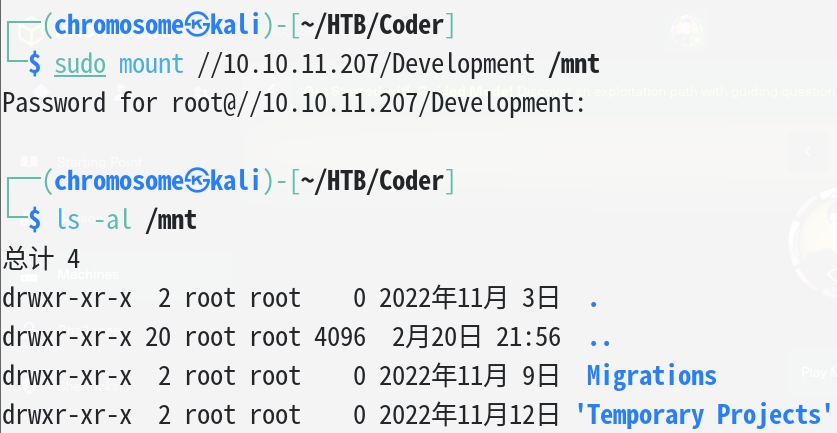 ┌──(chromosome㉿kali)-[~/HTB/Coder]
└─$ sudo mount //10.10.11.207/Development /mnt
Password for root@//10.10.11.207/Development:
┌──(chromosome㉿kali)-[~/HTB/Coder]
└─$ ls -al /mnt
总计 4
drwxr-xr-x  2 root root    0 2022年11月 3日  .
drwxr-xr-x 20 root root 4096  2月20日 21:56  ..
drwxr-xr-x  2 root root    0 2022年11月 9日  Migrations
drwxr-xr-x  2 root root    0 2022年11月12日 'Temporary Projects'